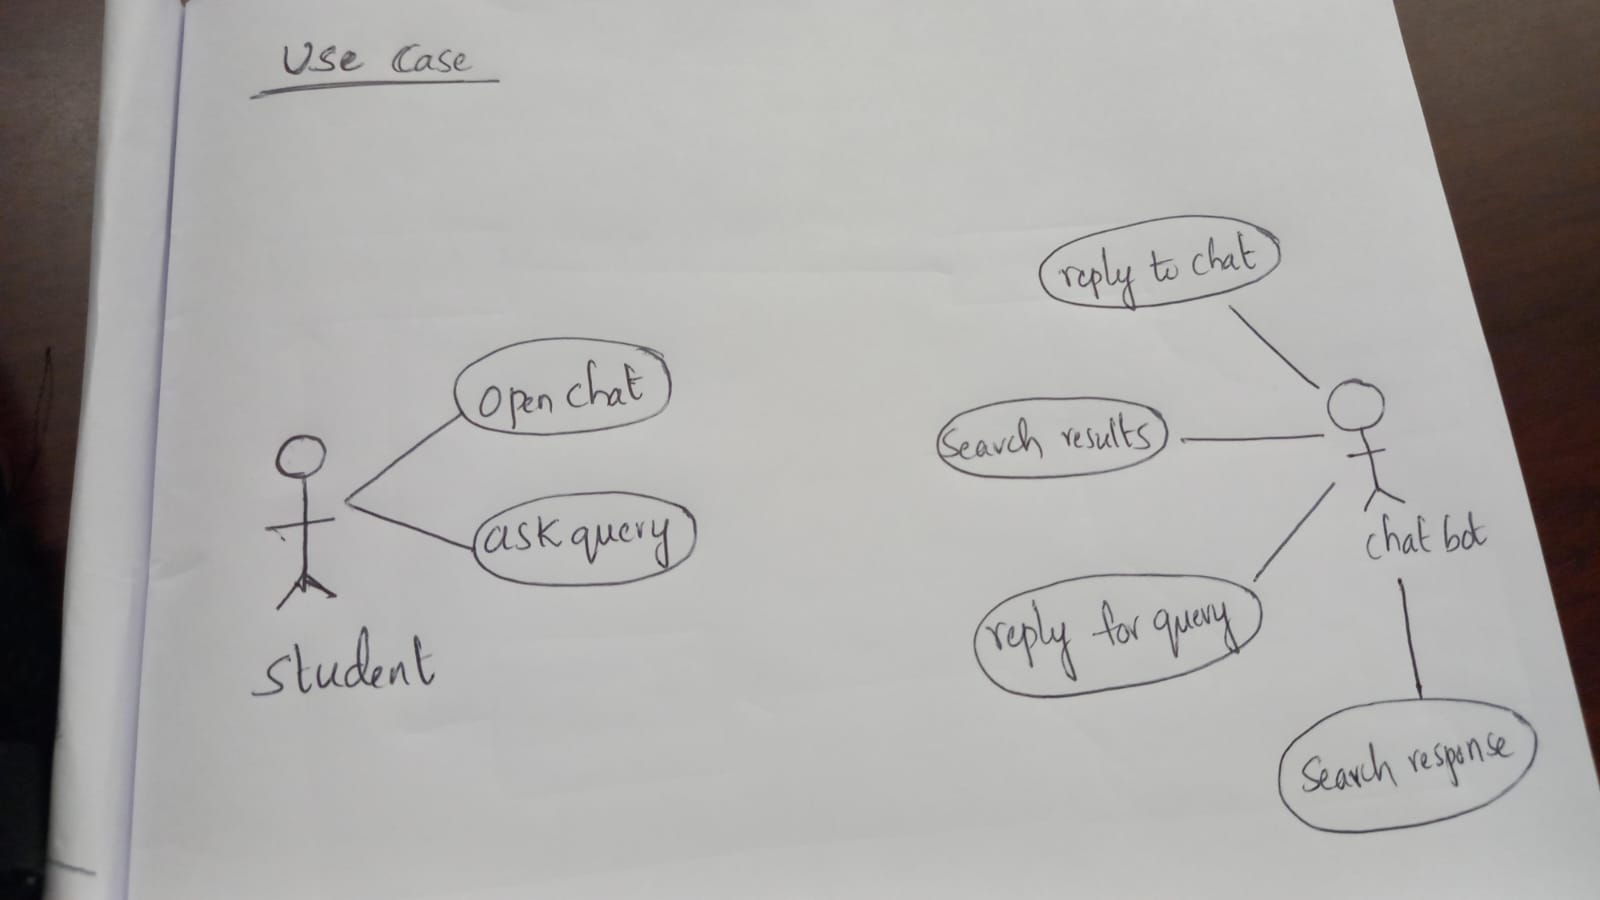 Use Case
reply to chat
open chat
Search results
ask query
chat bot
reply for query
Student
Search response